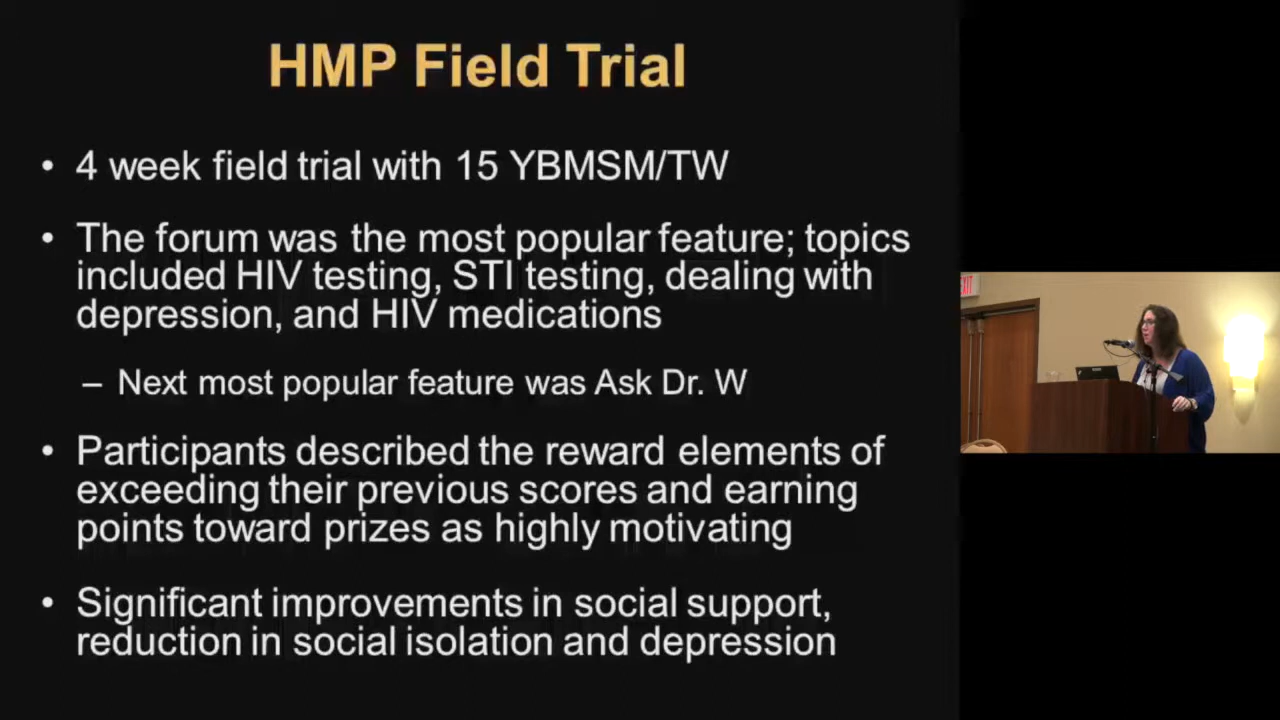 HMP Field Trial
• 4 week field trial with 15 YBMSM/TW
• The forum was the most popular feature; topics
included HIV testing, STI testing, dealing with
depression, and HIV medications
– Next most popular feature was Ask Dr. W
• Participants described the reward elements of
exceeding their previous scores and earning
points toward prizes as highly motivating
• Significant improvements in social support,
reduction in social isolation and depression
EXIT